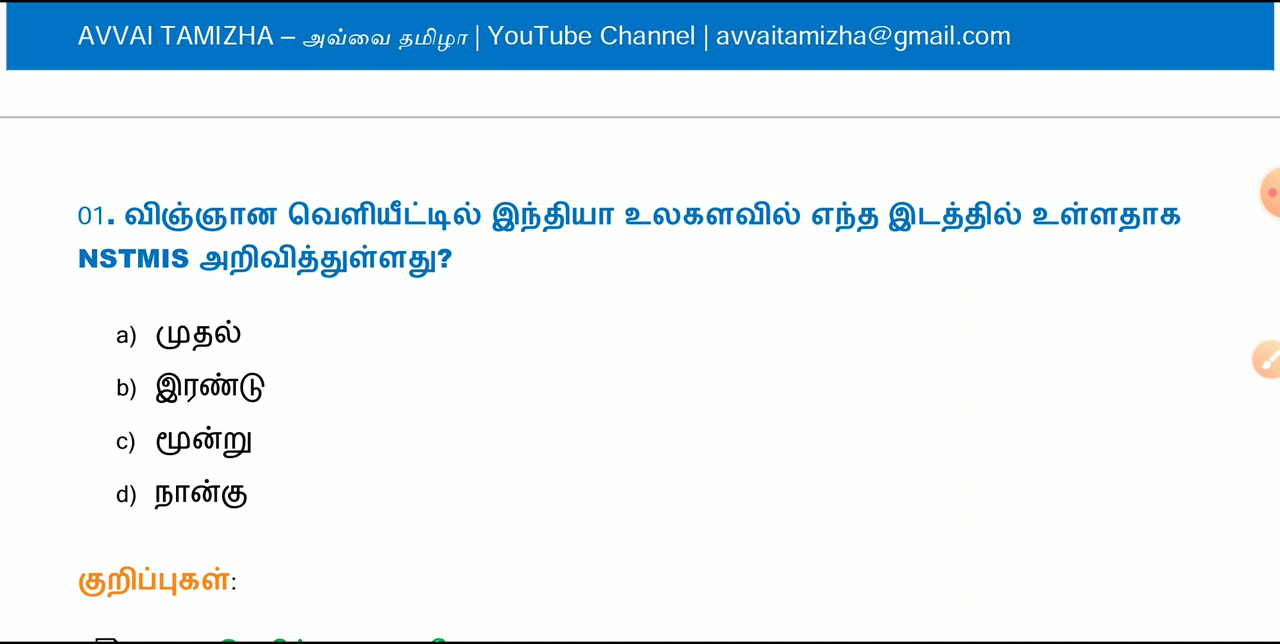 AVVAI TAMIZHA – அவ்வை தமிழா | YouTube Channel | avvaitamizha@gmail.com
01. விஞ்ஞான வெளியீட்டில் இந்தியா உலகளவில் எந்த இடத்தில் உள்ளதாக
NSTMIS அறிவித்துள்ளது?
a) முதல்
b) இரண்டு
c) மூன்று
d) நான்கு
குறிப்புகள்: